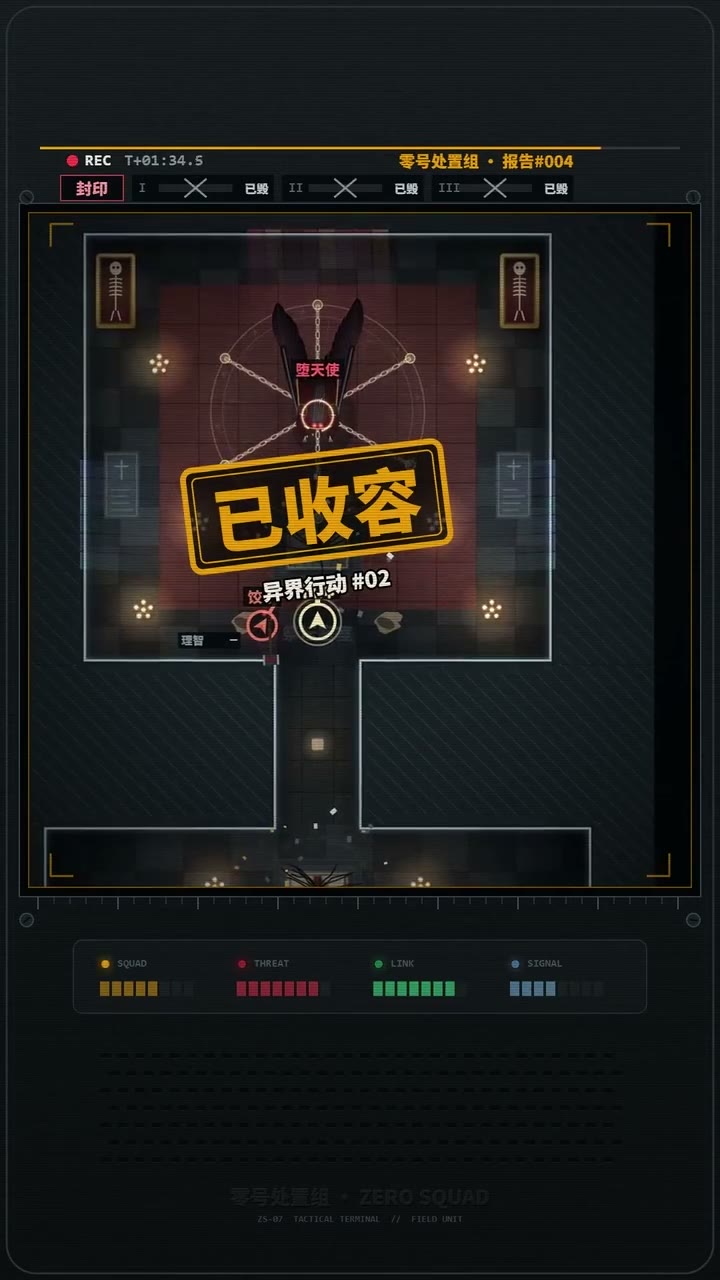 REC T+01:34.5 零号处置组 · 报告#004
封印 I 已毁 II 已毁 III 已毁
堕天使
已收容
异界行动 #02
饺
理智 —
SQUAD THREAT LINK SIGNAL
零号处置组 · ZERO SQUAD
ZS-07 TACTICAL TERMINAL // FIELD UNIT